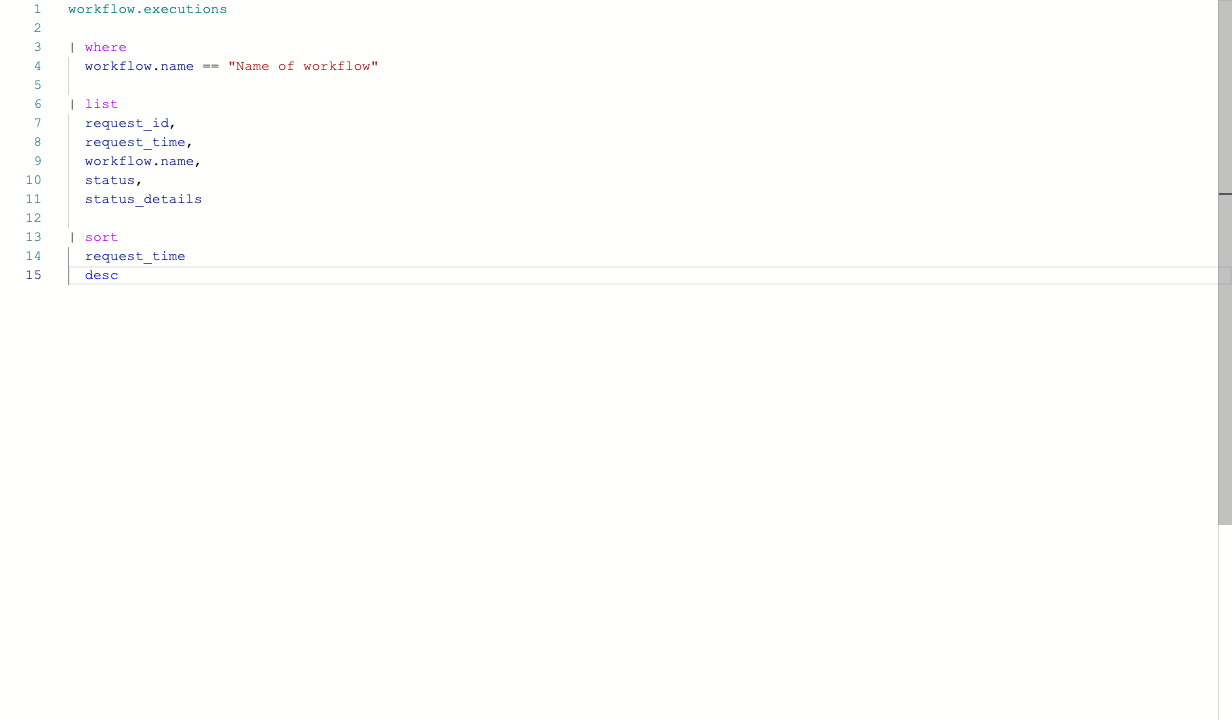 1 workflow.executions
2
3 | where
4 workflow.name == "Name of workflow"
5
6 | list
7 request_id,
8 request_time,
9 workflow.name,
10 status,
11 status_details
12
13 | sort
14 request_time
15 desc